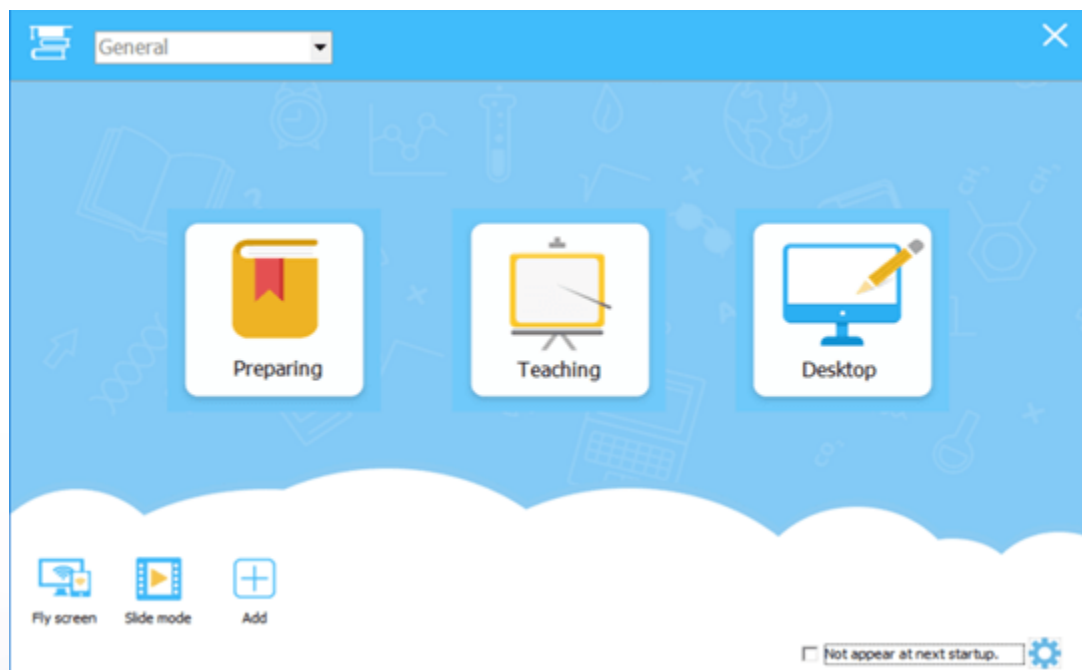 General
Preparing
Teaching
Desktop
Fly screen
Slide mode
Add
Not appear at next startup.